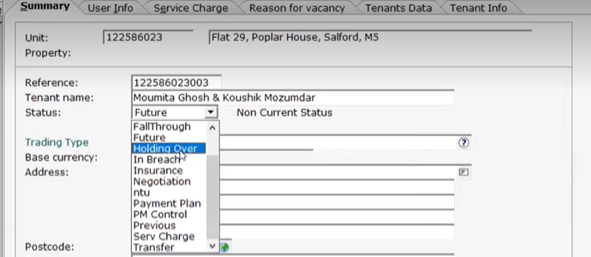 Summary User Info Service Charge Reason for vacancy Tenants Data Tenant Info
Unit: 122586023 Flat 29, Poplar House, Salford, M5
Property:
Reference: 122586023003
Tenant name: Moumita Ghosh & Koushik Mozumdar
Status: Future Non Current Status
FallThrough
Future
Trading Type Holding Over
Base currency: In Breach
Address: Insurance
Negotiation
ntu
Payment Plan
PM Control
Previous
Serv Charge
Postcode: Transfer